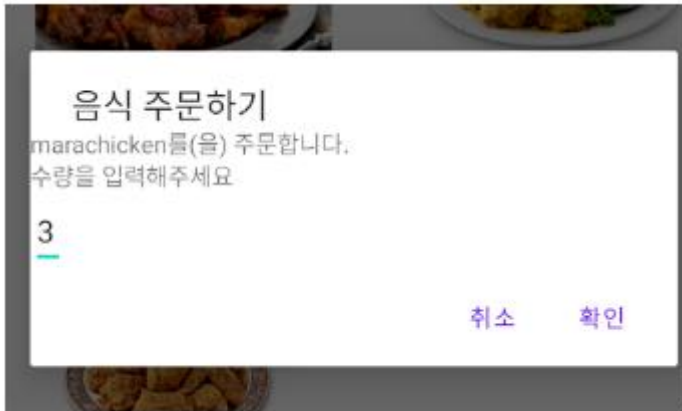 음식 주문하기
marachicken를(을) 주문합니다.
수량을 입력해주세요
3
취소 확인